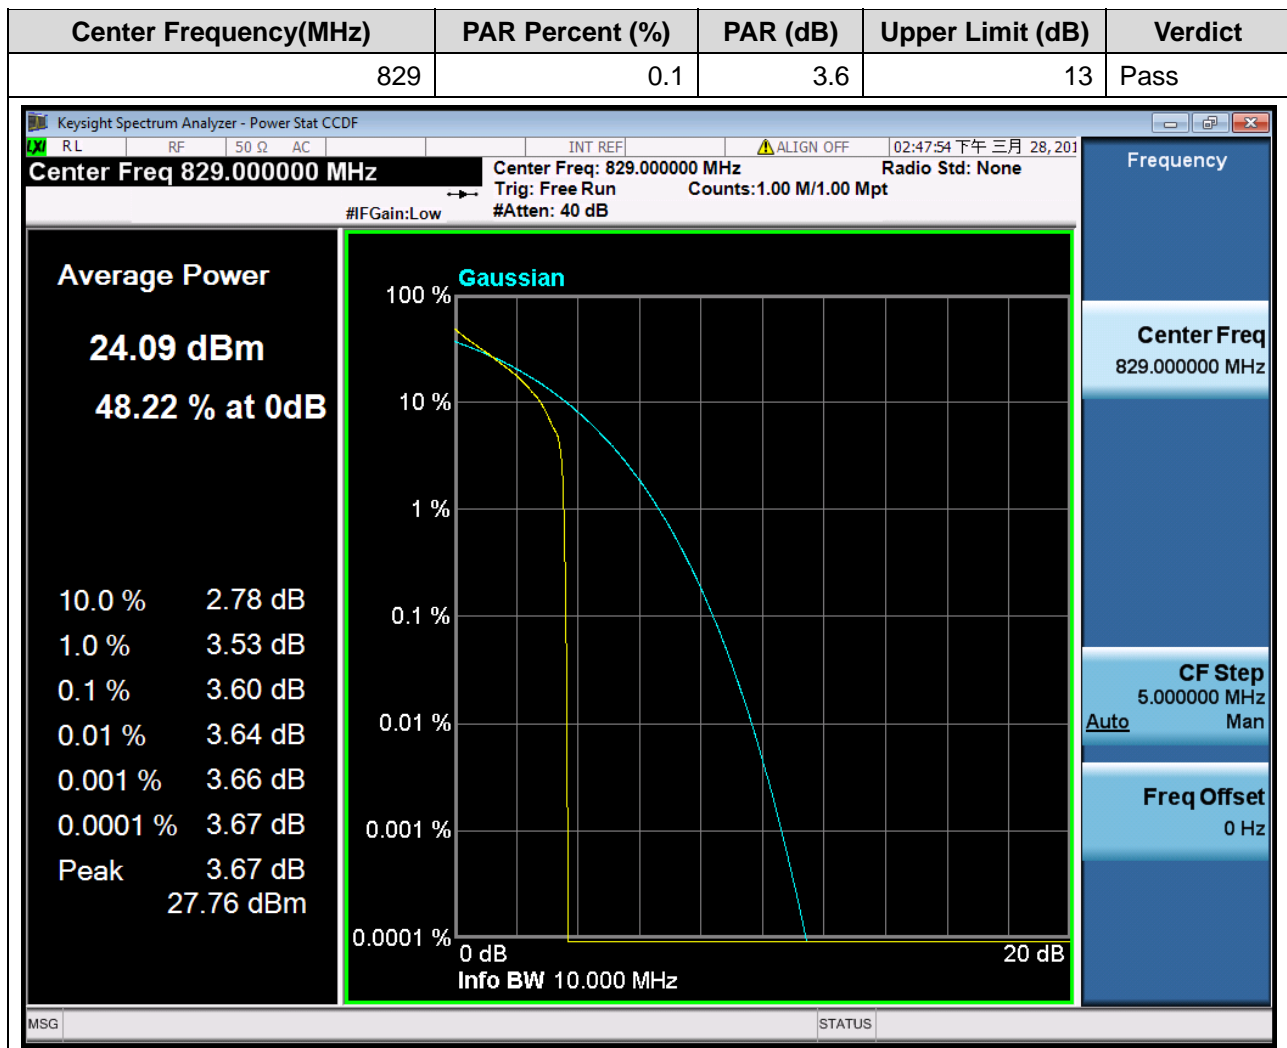 Center Frequency(MHz) PAR Percent (%) PAR (dB) Upper Limit (dB) Verdict
829 0.1 3.6 13 Pass
Keysight Spectrum Analyzer - Power Stat CCDF
LXI RL RF 50 Ω AC INT REF ALIGN OFF 02:47:54 下午 三月 28, 201
Center Freq 829.000000 MHz
Center Freq: 829.000000 MHz Radio Std: None
Trig: Free Run Counts:1.00 M/1.00 Mpt
#IFGain:Low #Atten: 40 dB
Average Power
24.09 dBm
48.22 % at 0dB
10.0 % 2.78 dB
1.0 % 3.53 dB
0.1 % 3.60 dB
0.01 % 3.64 dB
0.001 % 3.66 dB
0.0001 % 3.67 dB
Peak 3.67 dB
27.76 dBm
Gaussian
100 %
10 %
1 %
0.1 %
0.01 %
0.001 %
0.0001 %
0 dB 20 dB
Info BW 10.000 MHz
Frequency
Center Freq
829.000000 MHz
CF Step
5.000000 MHz
Auto Man
Freq Offset
0 Hz
MSG STATUS